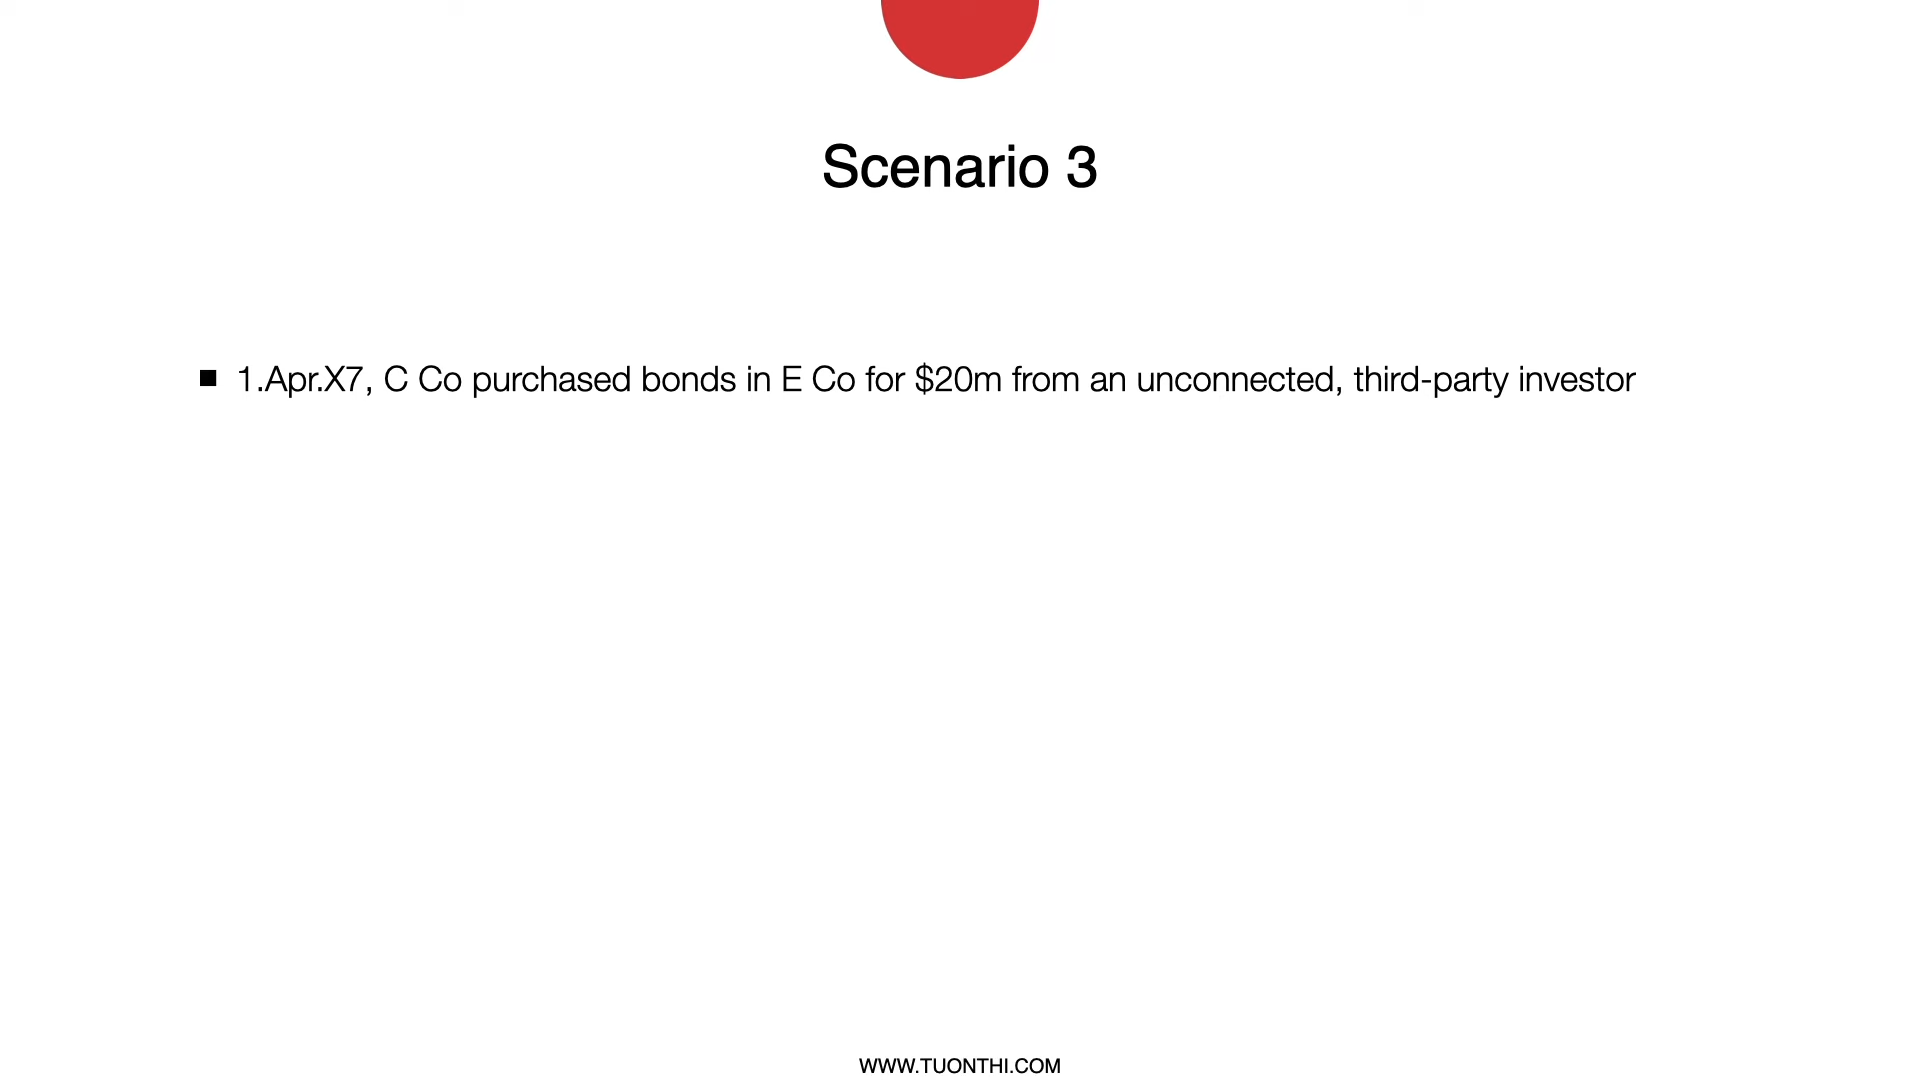 Scenario 3
■ 1.Apr.X7, C Co purchased bonds in E Co for $20m from an unconnected, third-party investor
WWW.TUONTHI.COM